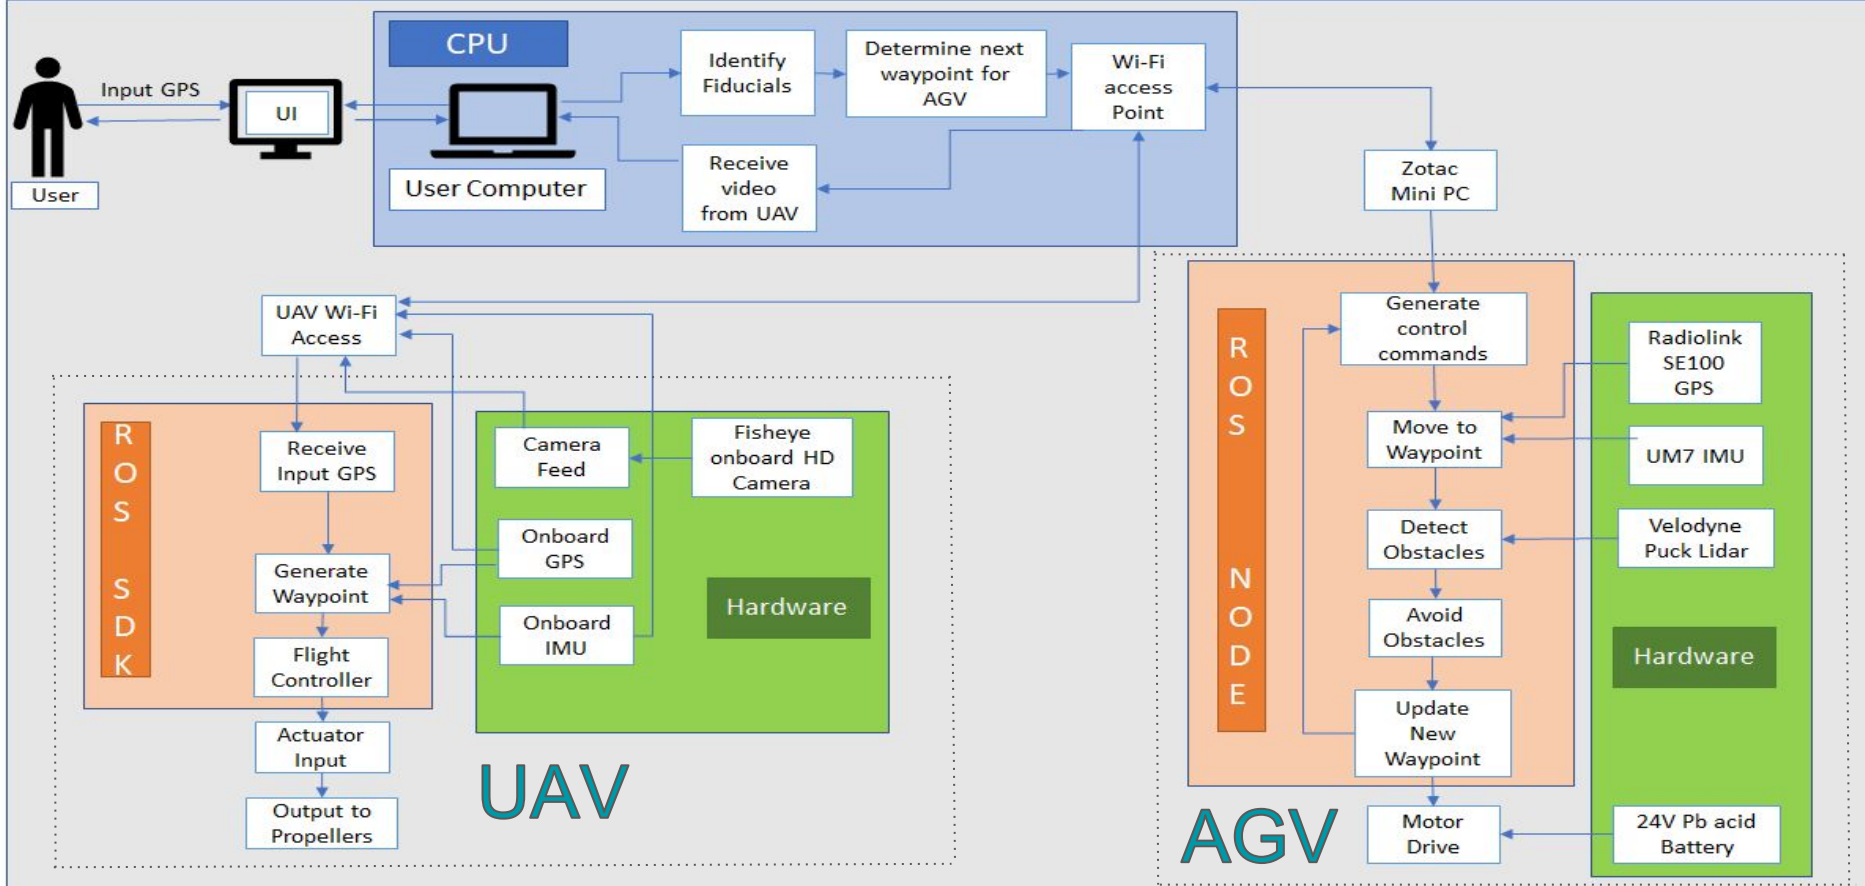 CPU
Input GPS
UI
User
User Computer
Identify
Fiducials
Determine next
waypoint for
AGV
Wi-Fi
access
Point
Receive
video
from UAV
Zotac
Mini PC
UAV Wi-Fi
Access
R
O
S
S
D
K
Receive
Input GPS
Generate
Waypoint
Flight
Controller
Actuator
Input
Output to
Propellers
Camera
Feed
Fisheye
onboard HD
Camera
Onboard
GPS
Onboard
IMU
Hardware
UAV
R
O
S
N
O
D
E
Generate
control
commands
Move to
Waypoint
Detect
Obstacles
Avoid
Obstacles
Update
New
Waypoint
Motor
Drive
Radiolink
SE100
GPS
UM7 IMU
Velodyne
Puck Lidar
Hardware
24V Pb acid
Battery
AGV